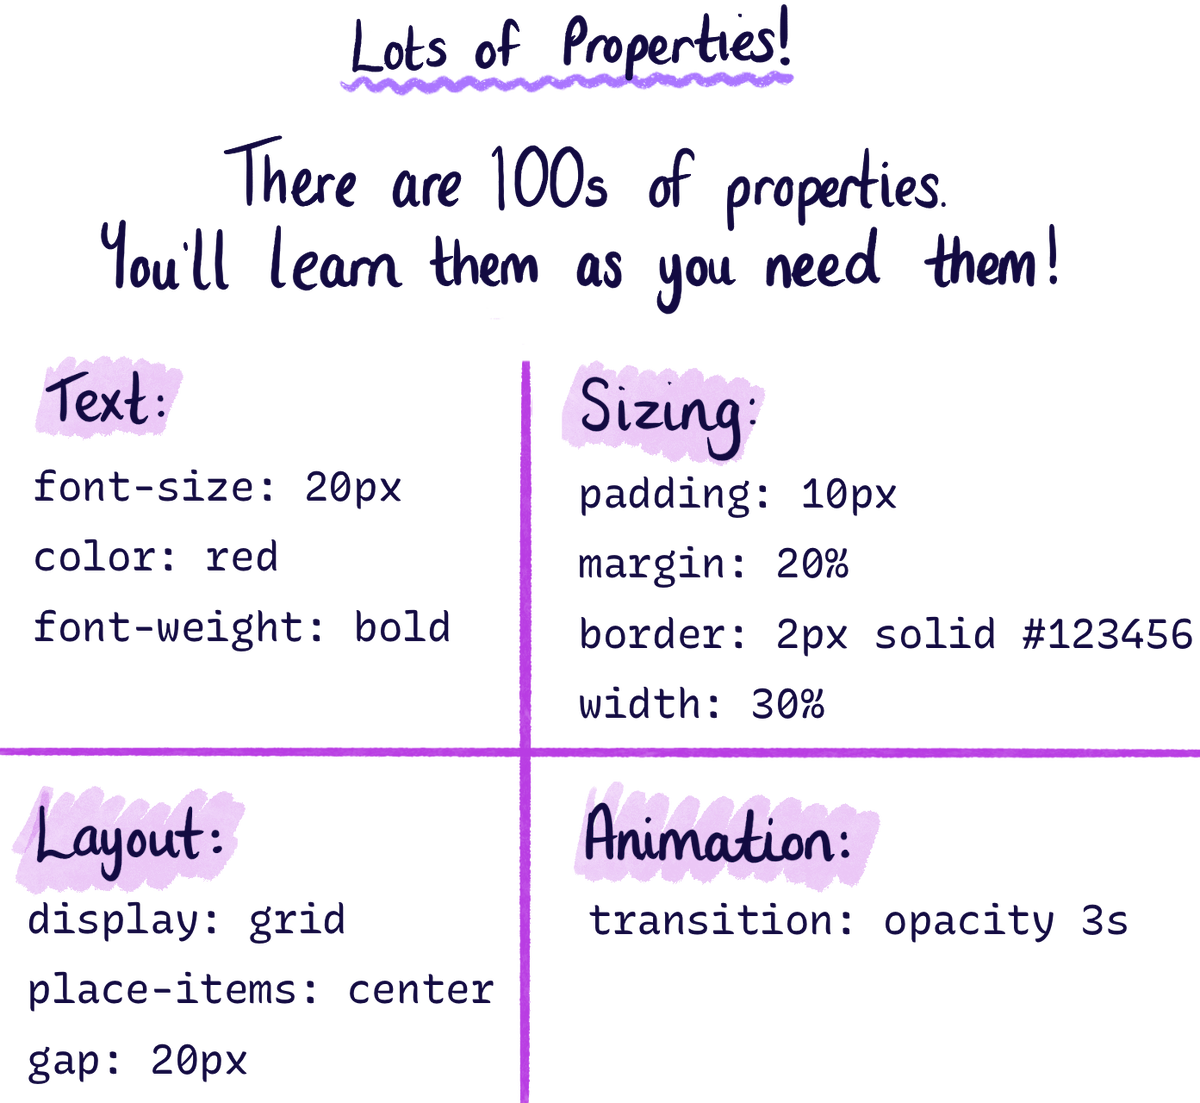 Lots of Properties!
There are 100s of properties.
You'll learn them as you need them!
Text:
font-size: 20px
color: red
font-weight: bold
Sizing:
padding: 10px
margin: 20%
border: 2px solid #123456
width: 30%
Layout:
display: grid
place-items: center
gap: 20px
Animation:
transition: opacity 3s